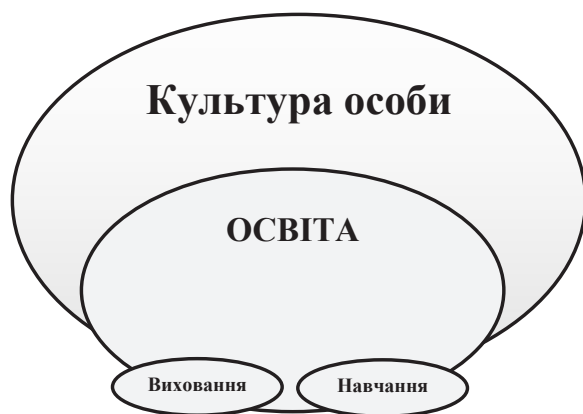 Культура особи
ОСВІТА
Виховання
Навчання